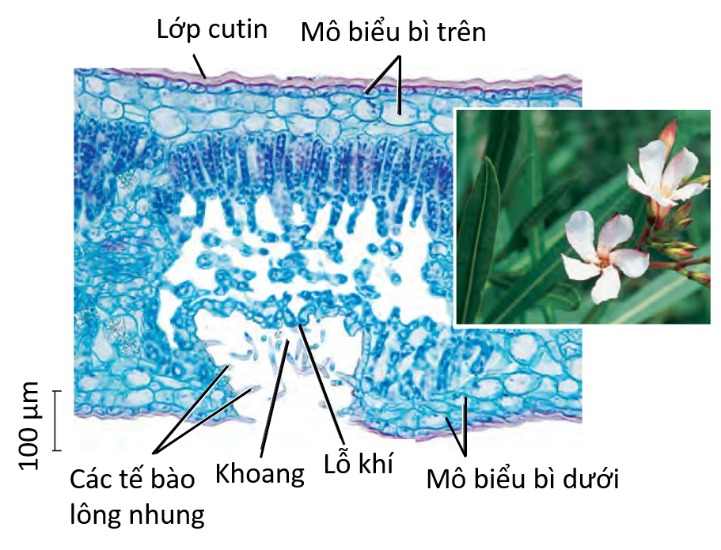 Lớp cutin
Mô biểu bì trên
100 µm
Các tế bào
lông nhung
Khoang
Lỗ khí
Mô biểu bì dưới